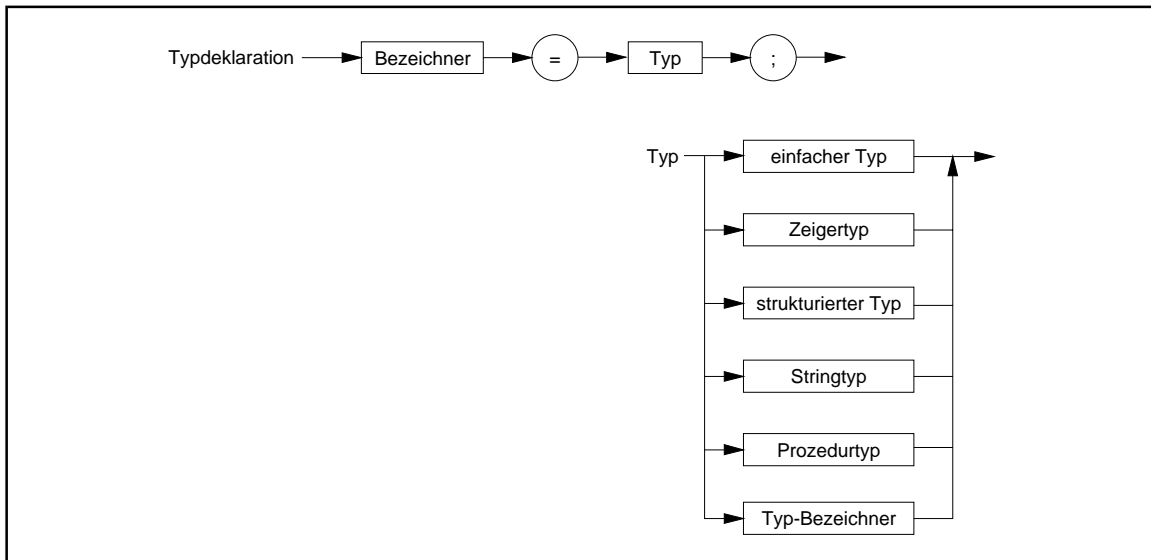 Typdeklaration Bezeichner = Typ ;
Typ einfacher Typ
Zeigertyp
strukturierter Typ
Stringtyp
Prozedurtyp
Typ-Bezeichner